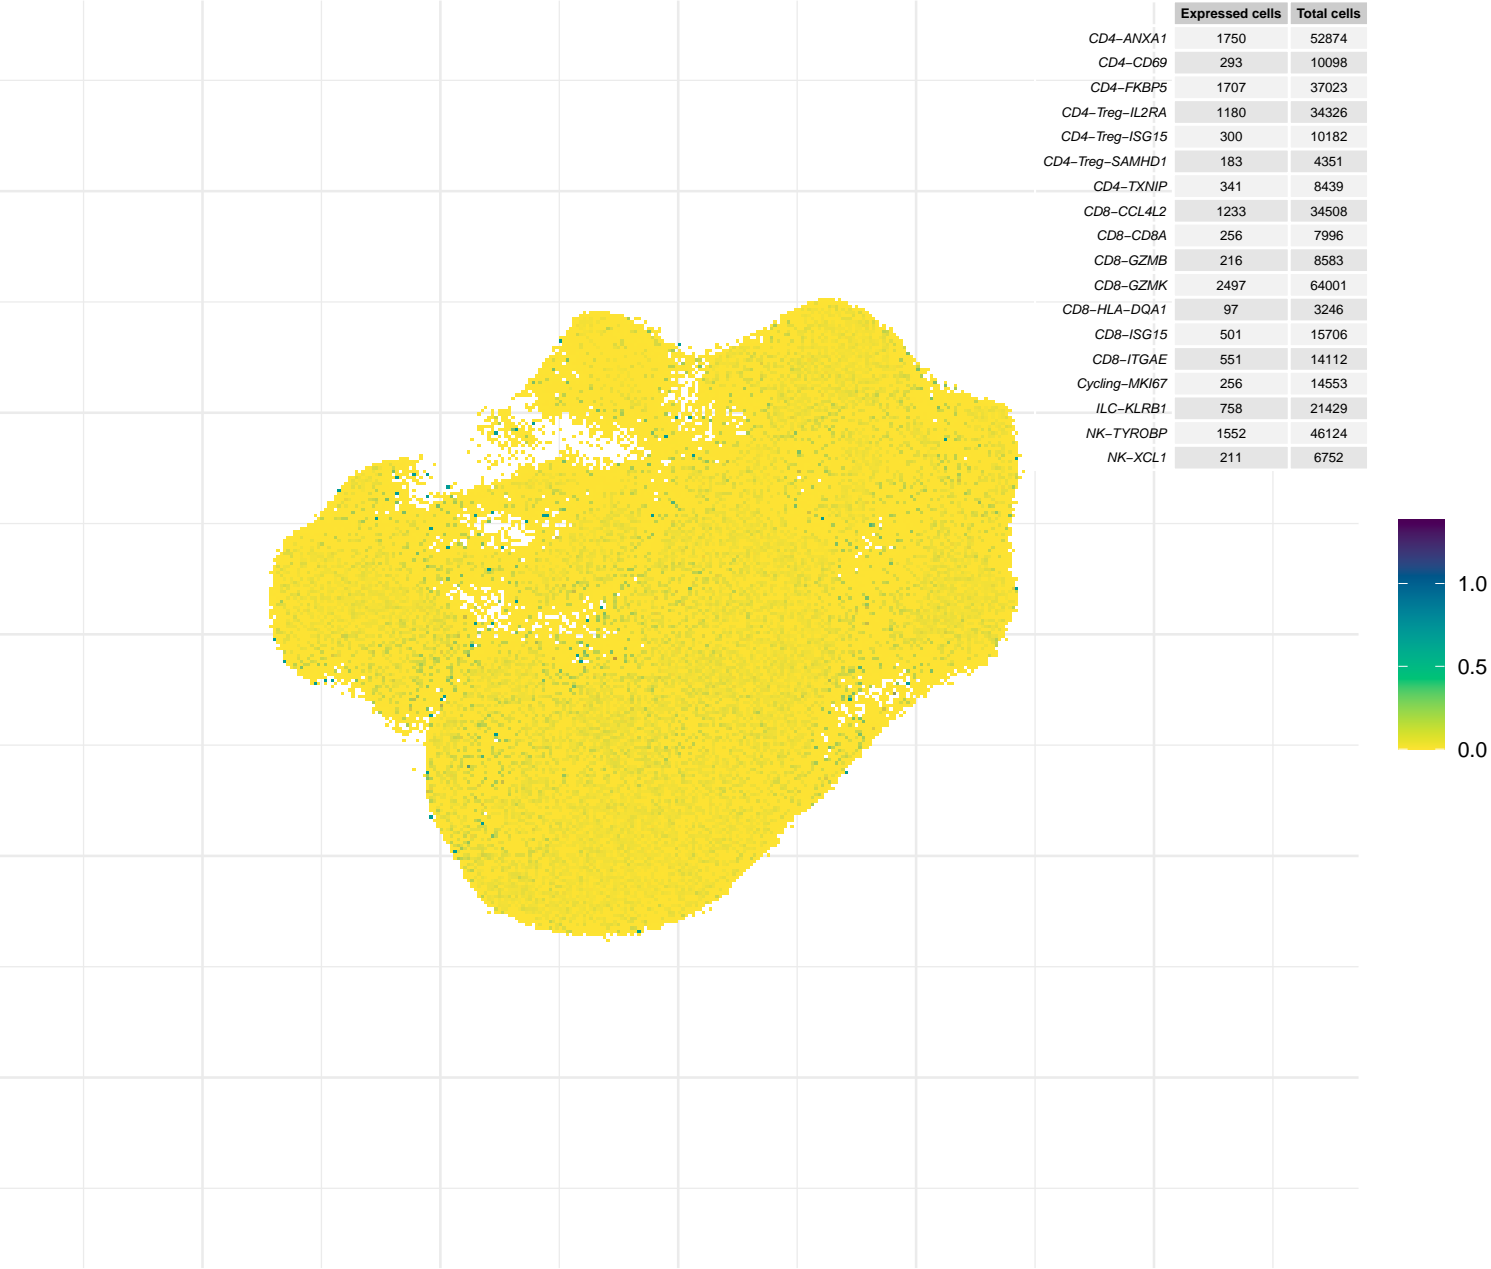 Expressed cells Total cells
CD4−ANXA1 1750 52874
CD4−CD69 293 10098
CD4−FKBP5 1707 37023
CD4−Treg−IL2RA 1180 34326
CD4−Treg−ISG15 300 10182
CD4−Treg−SAMHD1 183 4351
CD4−TXNIP 341 8439
CD8−CCL4L2 1233 34508
CD8−CD8A 256 7996
CD8−GZMB 216 8583
CD8−GZMK 2497 64001
CD8−HLA−DQA1 97 3246
CD8−ISG15 501 15706
CD8−ITGAE 551 14112
Cycling−MKI67 256 14553
ILC−KLRB1 758 21429
NK−TYROBP 1552 46124
NK−XCL1 211 6752
1.0
0.5
0.0